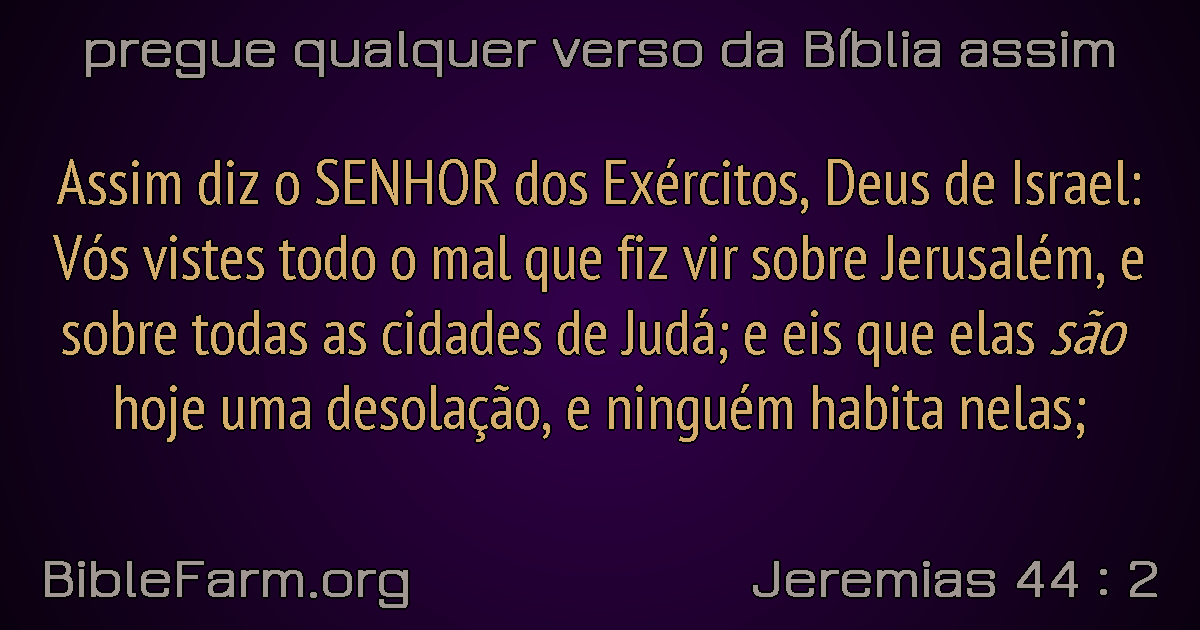 pregue qualquer verso da Bíblia assim
Assim diz o SENHOR dos Exércitos, Deus de Israel:
Vós vistes todo o mal que fiz vir sobre Jerusalém, e
sobre todas as cidades de Judá; e eis que elas são
hoje uma desolação, e ninguém habita nelas;
BibleFarm.org
Jeremias 44 : 2